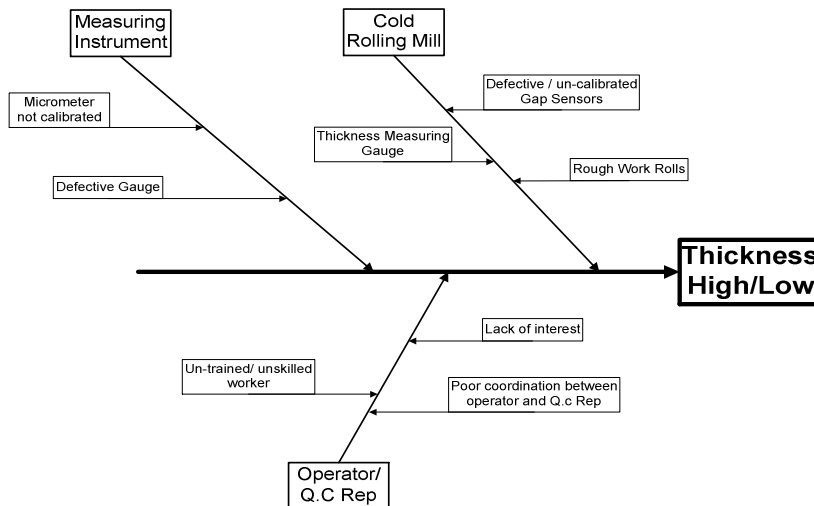 Measuring
Instrument
Cold
Rolling Mill
Defective / un-calibrated
Gap Sensors
Micrometer
not calibrated
Thickness Measuring
Gauge
Rough Work Rolls
Defective Gauge
Thickness
High/Low
Lack of interest
Un-trained/ unskilled
worker
Poor coordination between
operator and Q.c Rep
Operator/
Q.C Rep